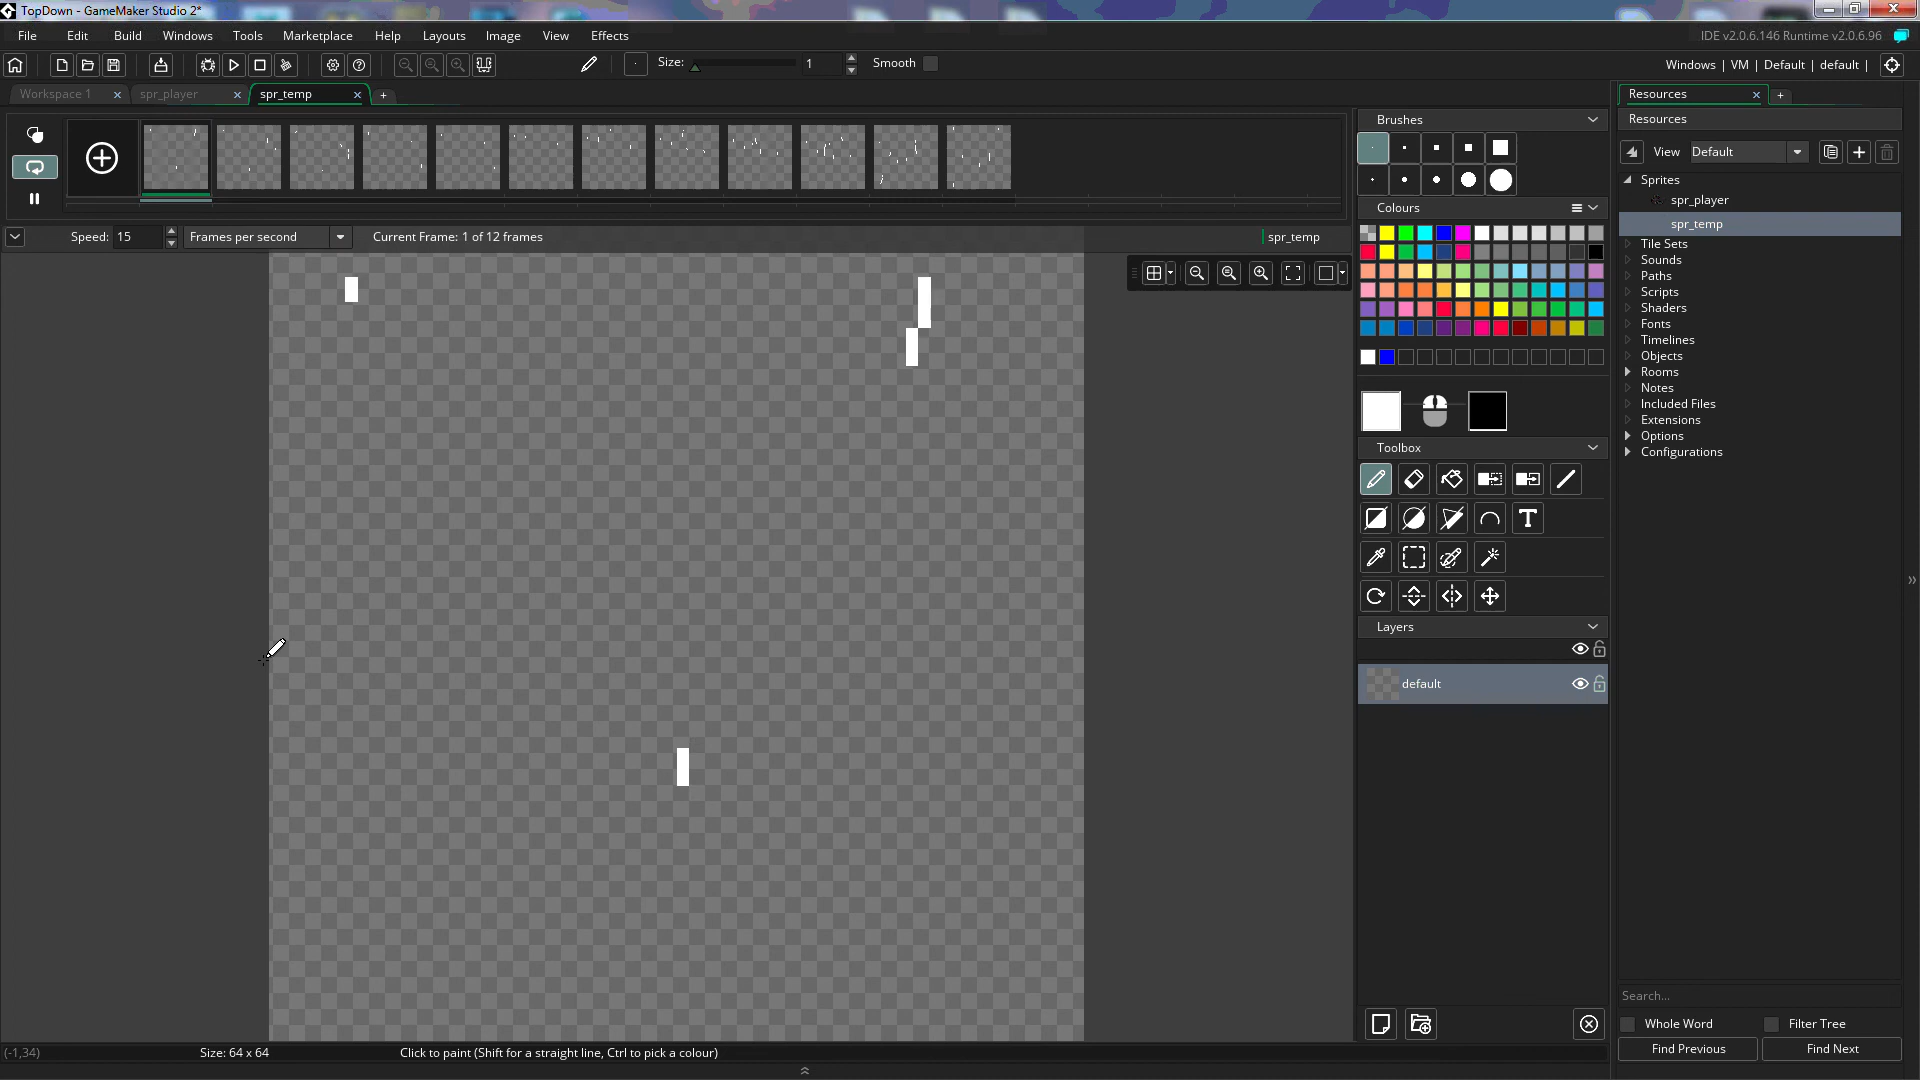 TopDown - GameMaker Studio 2*
File Edit Build Windows Tools Marketplace Help Layouts Image View Effects
IDE v2.0.6.146 Runtime v2.0.6.96
Size: 1 Smooth
Windows | VM | Default | default |
Workspace 1 spr_player spr_temp
Resources
Brushes
Resources
View Default
Sprites
spr_player
spr_temp
Tile Sets
Sounds
Paths
Scripts
Shaders
Fonts
Timelines
Objects
Rooms
Notes
Included Files
Extensions
Options
Configurations
Colours
Speed: 15 Frames per second Current Frame: 1 of 12 frames spr_temp
Toolbox
T
Layers
default
Search...
Whole Word Filter Tree
Find Previous Find Next
(-1,34) Size: 64 x 64 Click to paint (Shift for a straight line, Ctrl to pick a colour)